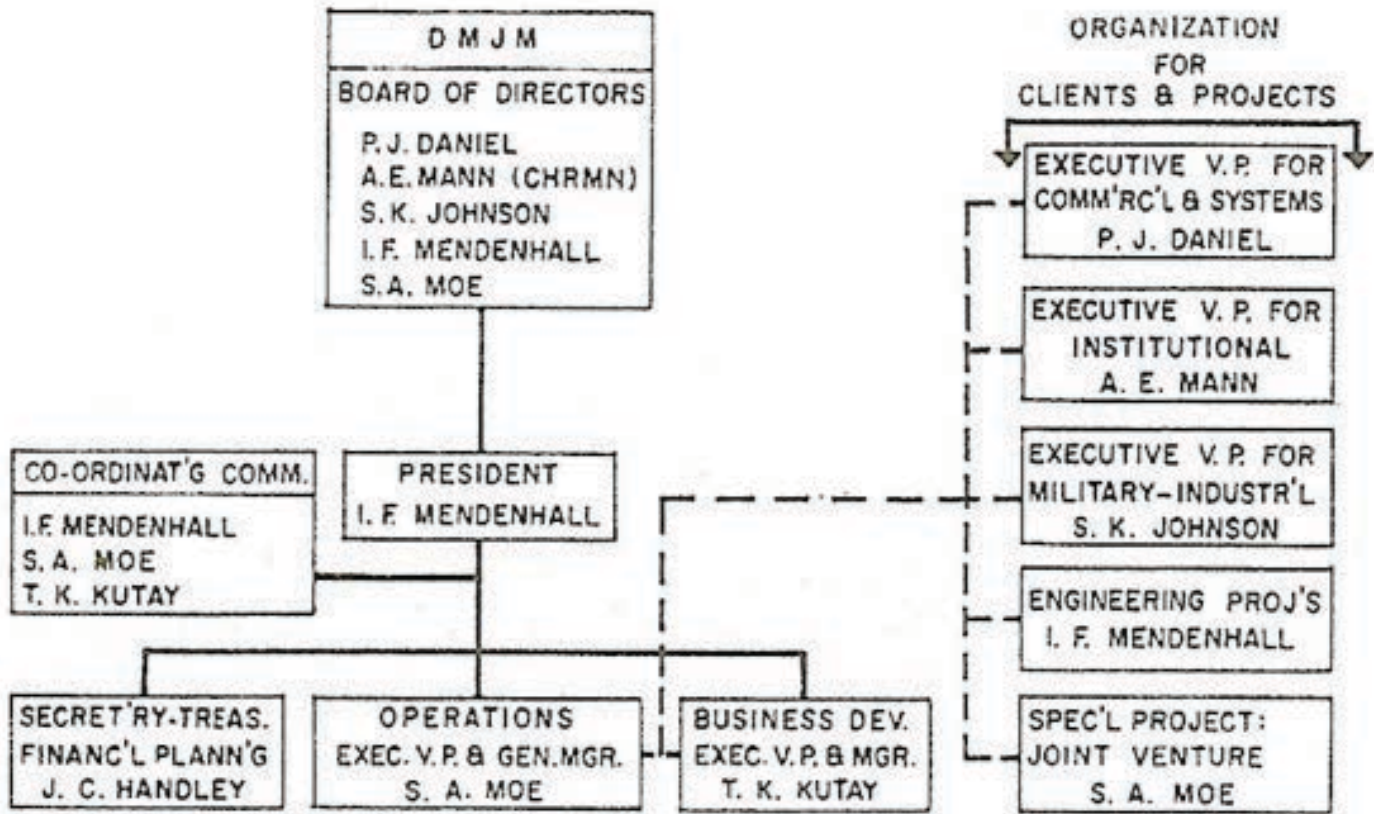 D M J M
BOARD OF DIRECTORS
P. J. DANIEL
A. E. MANN (CHRMN)
S. K. JOHNSON
I. F. MENDENHALL
S. A. MOE
CO-ORDINAT'G COMM.
I. F. MENDENHALL
S. A. MOE
T. K. KUTAY
PRESIDENT
I. F. MENDENHALL
SECRET'RY-TREAS.
FINANC'L PLANN'G
J. C. HANDLEY
OPERATIONS
EXEC. V. P. & GEN. MGR.
S. A. MOE
BUSINESS DEV.
EXEC. V. P. & MGR.
T. K. KUTAY
ORGANIZATION
FOR
CLIENTS & PROJECTS
EXECUTIVE V. P. FOR
COMM'RC'L & SYSTEMS
P. J. DANIEL
EXECUTIVE V. P. FOR
INSTITUTIONAL
A. E. MANN
EXECUTIVE V. P. FOR
MILITARY-INDUSTR'L
S. K. JOHNSON
ENGINEERING PROJ'S
I. F. MENDENHALL
SPEC'L PROJECT:
JOINT VENTURE
S. A. MOE